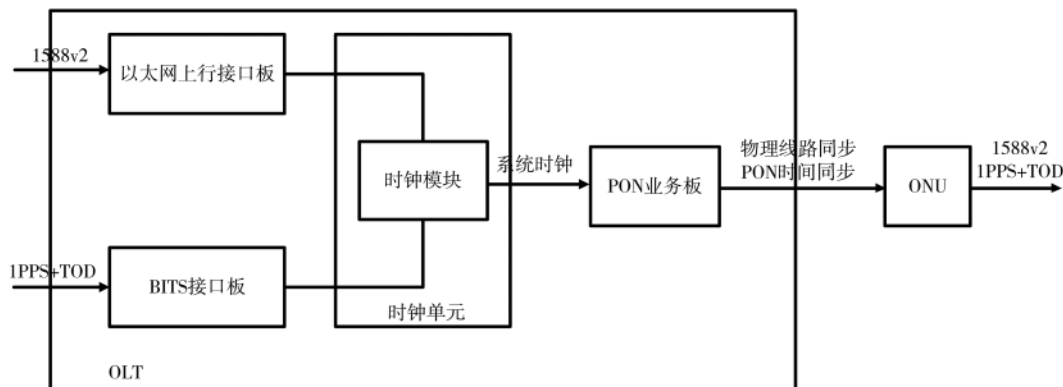 1588v2
以太网上行接口板
时钟模块
系统时钟
PON业务板
物理线路同步
PON时间同步
ONU
1588v2
1PPS+TOD
1PPS+TOD
BITS接口板
时钟单元
OLT